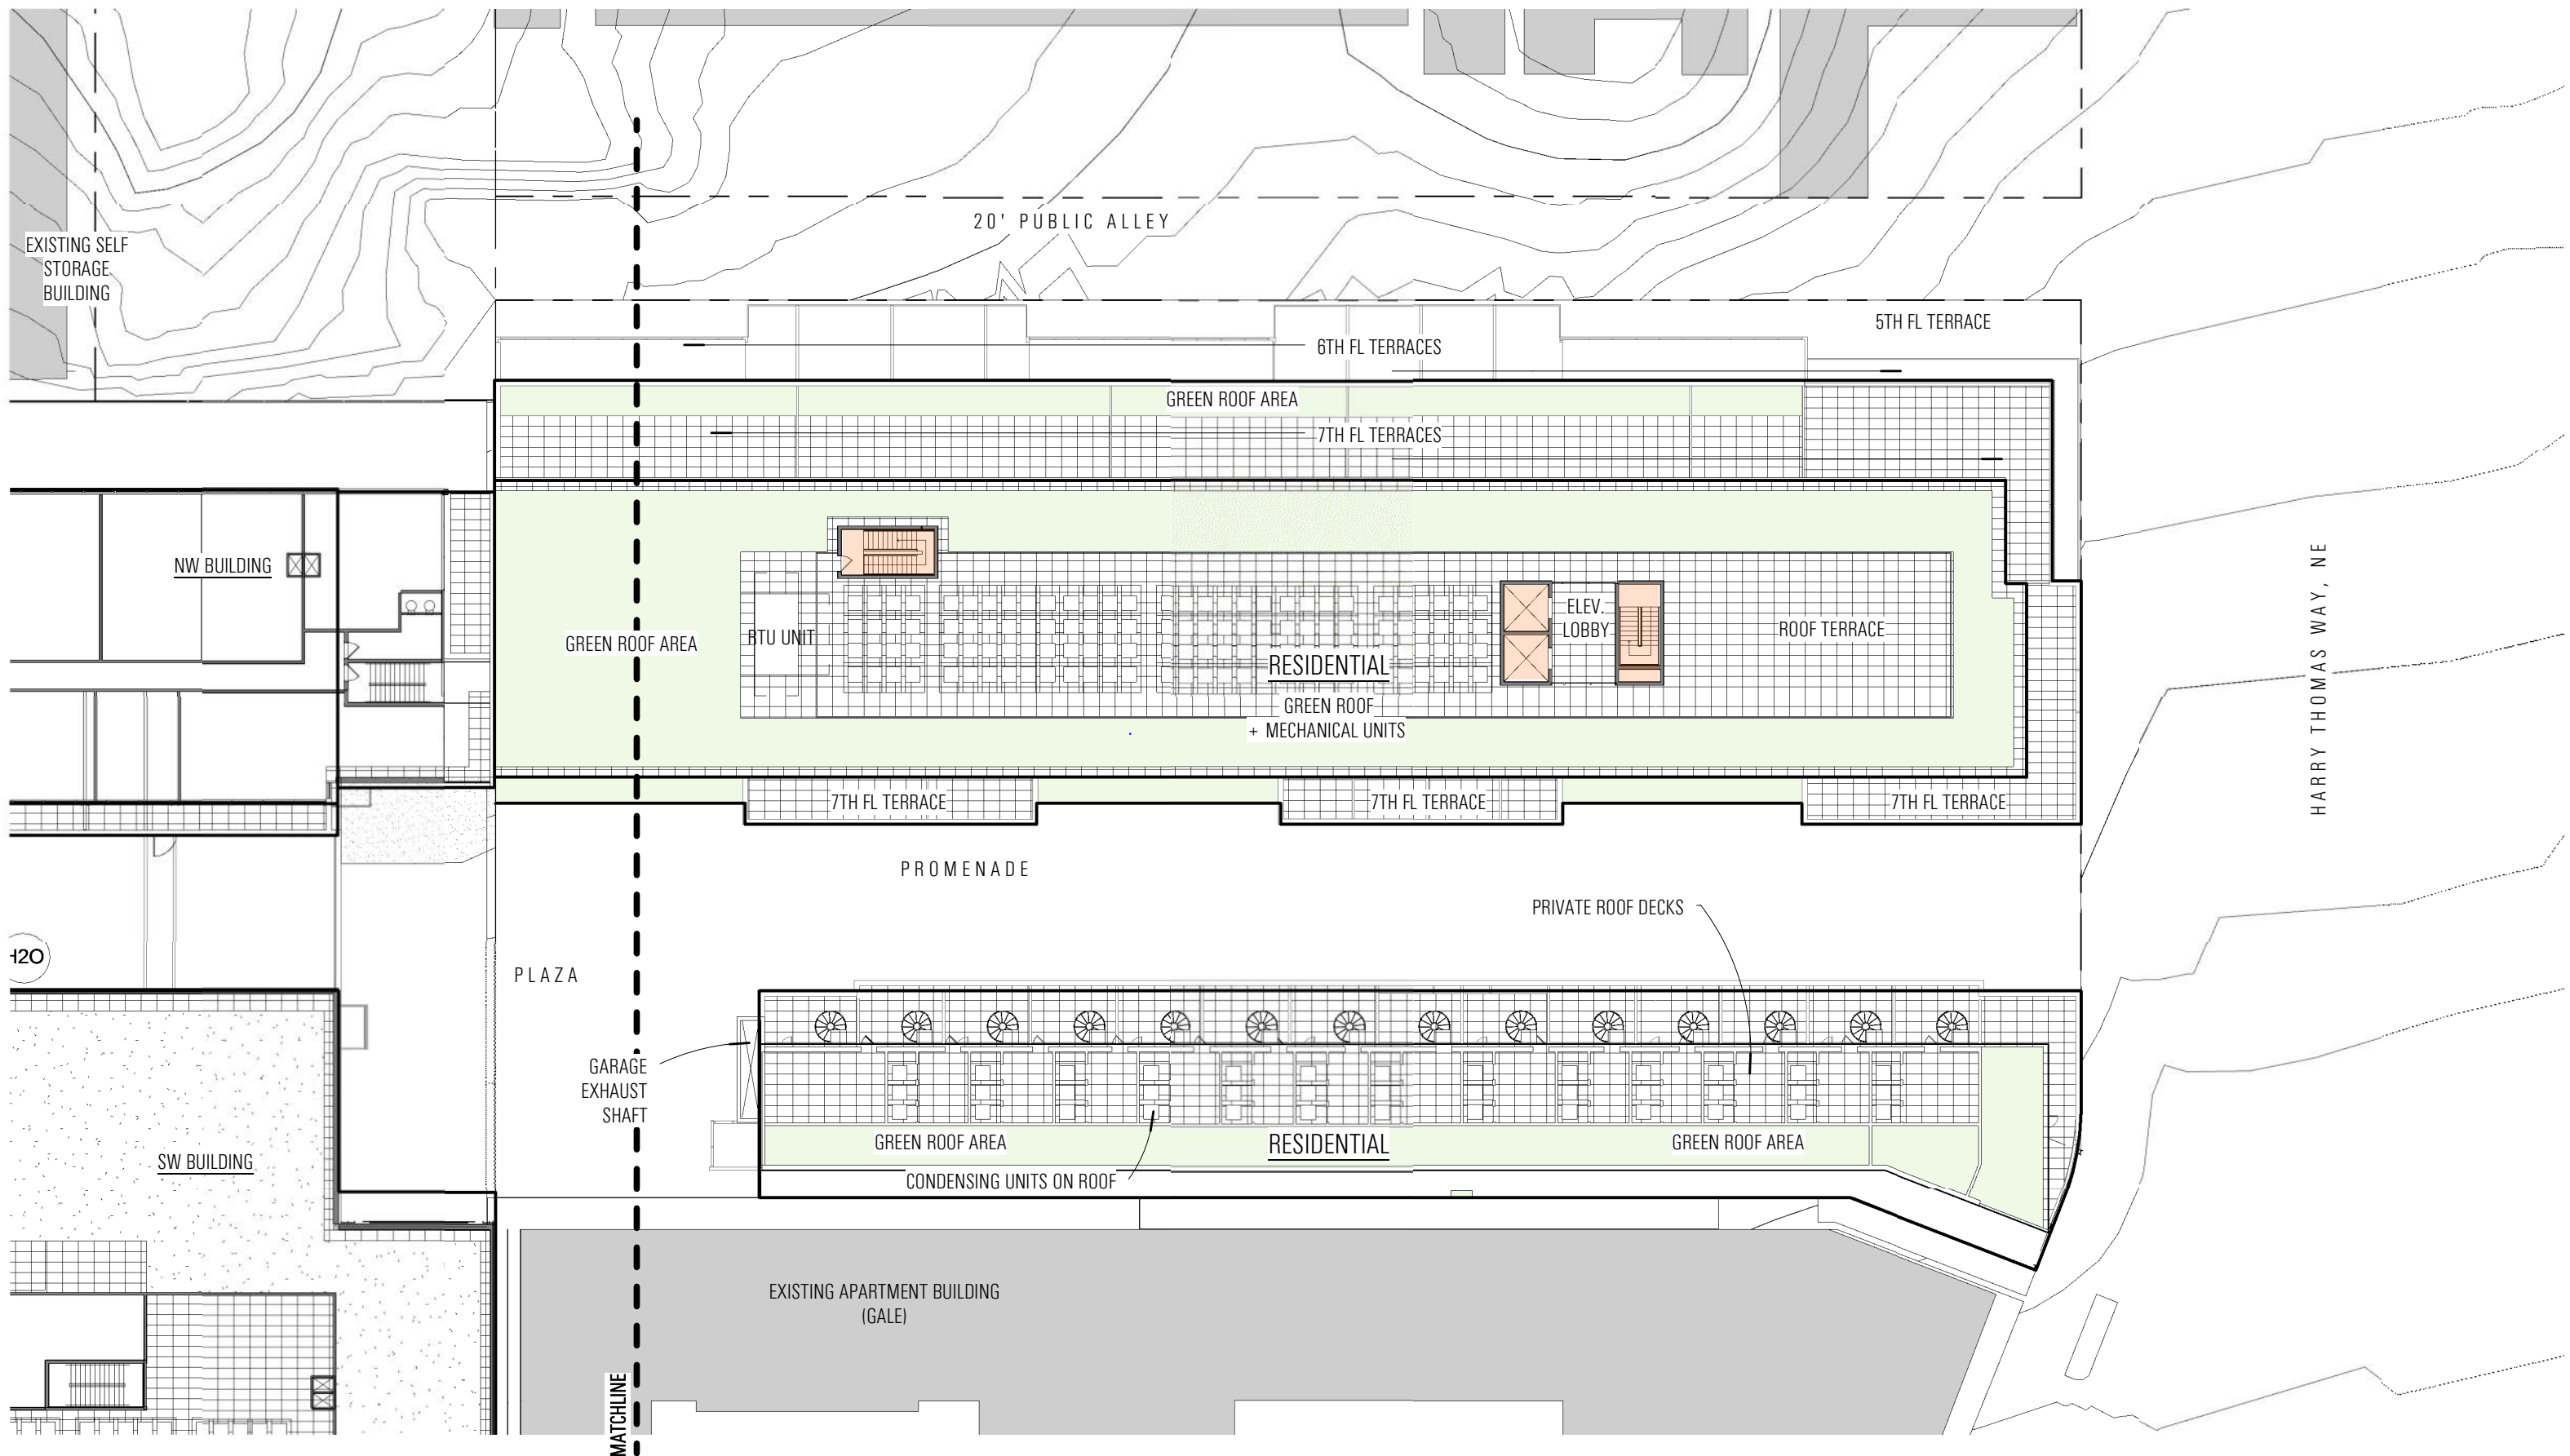 20' PUBLIC ALLEY
EXISTING SELF
STORAGE
BUILDING
5TH FL TERRACE
6TH FL TERRACES
GREEN ROOF AREA
7TH FL TERRACES
NW BUILDING
GREEN ROOF AREA
RTU UNIT
ELEV.
LOBBY
ROOF TERRACE
RESIDENTIAL
GREEN ROOF
+ MECHANICAL UNITS
HARRY THOMAS WAY, NE
7TH FL TERRACE
7TH FL TERRACE
7TH FL TERRACE
PROMENADE
PRIVATE ROOF DECKS
H2O
PLAZA
GARAGE
EXHAUST
SHAFT
GREEN ROOF AREA
RESIDENTIAL
GREEN ROOF AREA
SW BUILDING
CONDENSING UNITS ON ROOF
EXISTING APARTMENT BUILDING
(GALE)
MATCHLINE